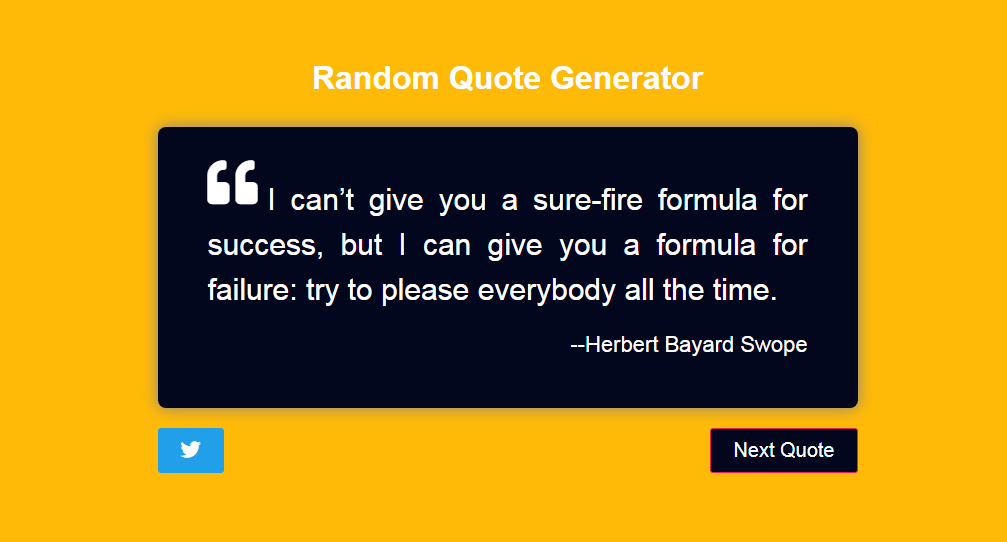 Random Quote Generator
I can’t give you a sure-fire formula for
success, but I can give you a formula for
failure: try to please everybody all the time.
--Herbert Bayard Swope
Next Quote